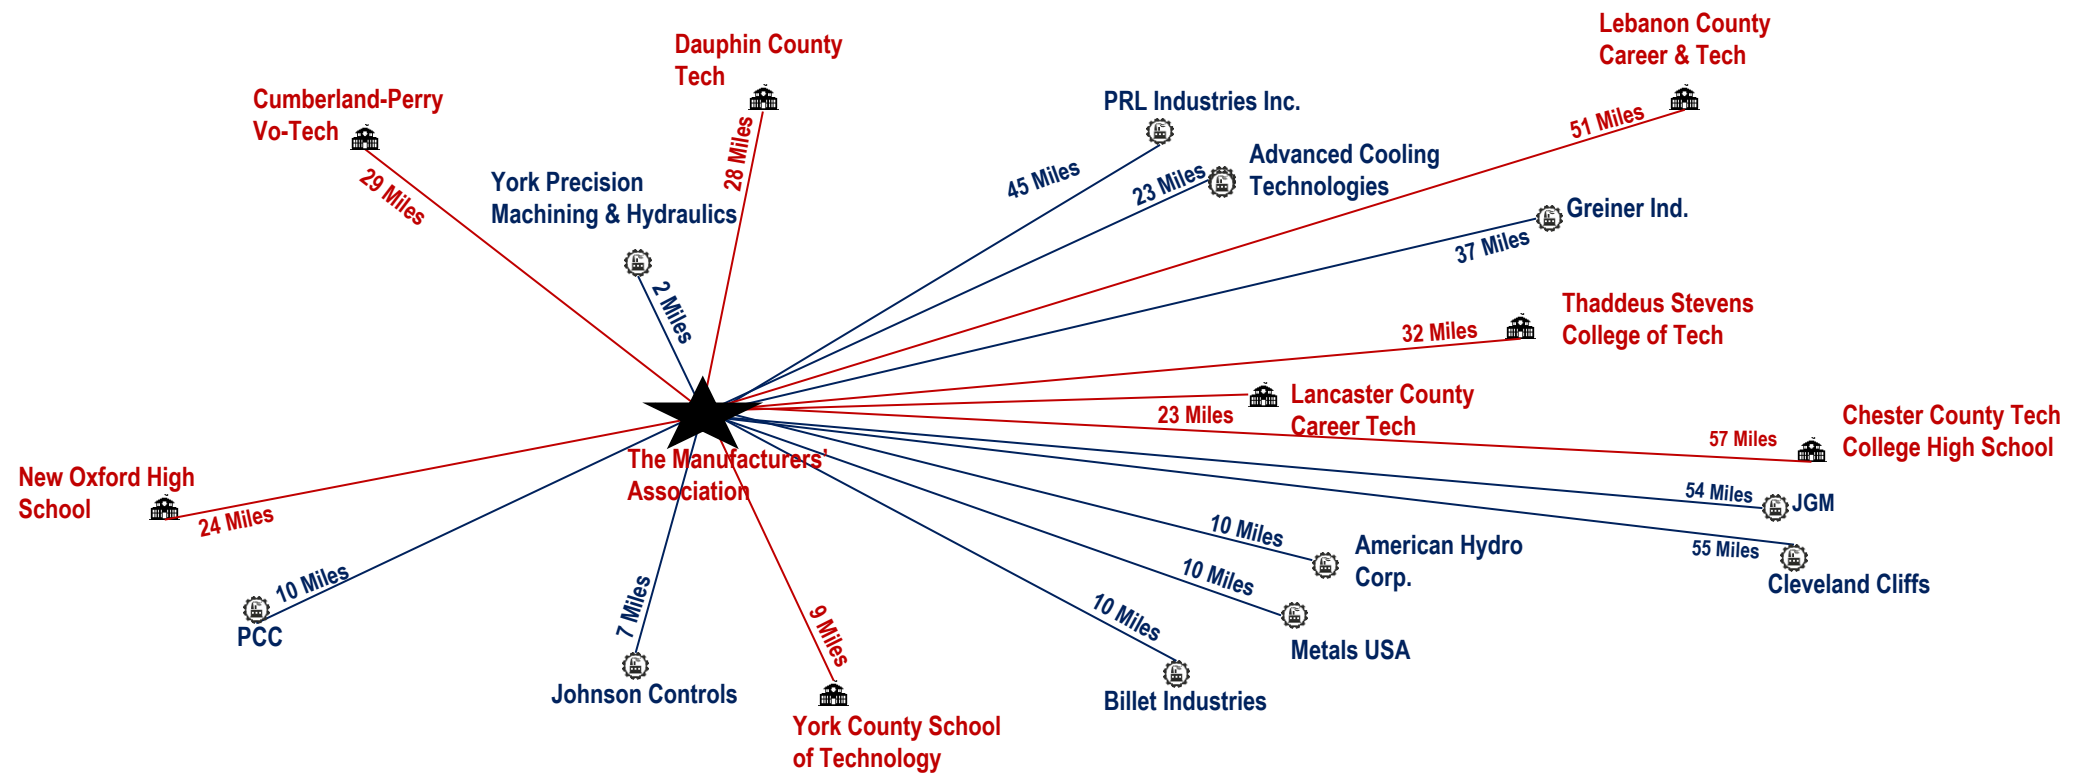 Lebanon County
Career & Tech
Dauphin County
Tech
Cumberland-Perry
Vo-Tech
PRL Industries Inc.
51 Miles
28 Miles
Advanced Cooling
Technologies
York Precision
Machining & Hydraulics
29 Miles
45 Miles
23 Miles
Greiner Ind.
37 Miles
2 Miles
Thaddeus Stevens
College of Tech
32 Miles
Lancaster County
Career Tech
23 Miles
Chester County Tech
College High School
57 Miles
The Manufacturers'
Association
New Oxford High
School
24 Miles
54 Miles
JGM
10 Miles
American Hydro
Corp.
55 Miles
Cleveland Cliffs
10 Miles
PCC
7 Miles
9 Miles
10 Miles
Metals USA
10 Miles
Johnson Controls
Billet Industries
York County School
of Technology